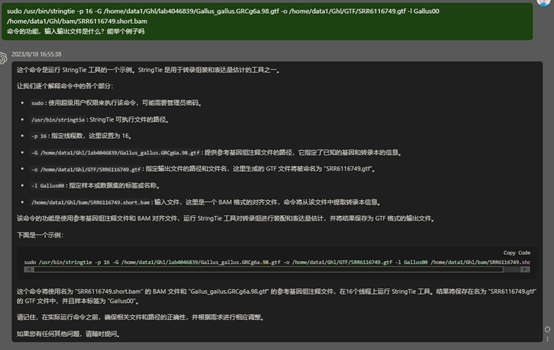 sudo /usr/bin/stringtie -p 16 -G /home/data1/Ghl/lab4046839/Gallus_gallus.GRCg6a.98.gtf -o /home/data1/Ghl/GTF/SRR6116749.gtf -l Gallus00
/home/data1/Ghl/bam/SRR6116749.short.bam
命令的功能，输入输出文件是什么？能举个例子吗
2023/8/18 16:55:38
这个命令是运行 StringTie 工具的一个示例。StringTie 是用于转录组装和表达量估计的工具之一。
让我们逐个解释命令中的各个部分：
• sudo：使用超级用户权限来执行该命令，可能需要管理员密码。
• /usr/bin/stringtie：StringTie 可执行文件的路径。
• -p 16：指定线程数，这里设置为 16。
• -G /home/data1/Ghl/lab4046839/Gallus_gallus.GRCg6a.98.gtf：提供参考基因组注释文件的路径，它指定了已知的基因和转录本的信息。
• -o /home/data1/Ghl/GTF/SRR6116749.gtf：指定输出文件的路径和文件名，这里生成的 GTF 文件将被命名为 "SRR6116749.gtf"。
• -l Gallus00：指定样本或数据集的标签或名称。
• /home/data1/Ghl/bam/SRR6116749.short.bam：输入文件，这里是一个 BAM 格式的对齐文件，命令将从该文件中提取转录本信息。
该命令的功能是使用参考基因组注释文件和 BAM 对齐文件，运行 StringTie 工具对转录组进行装配和表达量估计，并将结果保存为 GTF 格式的输出文件。
下面是一个示例：
Copy Code
sudo /usr/bin/stringtie -p 16 -G /home/data1/Ghl/lab4046839/Gallus_gallus.GRCg6a.98.gtf -o /home/data1/Ghl/GTF/SRR6116749.gtf -l Gallus00 /home/data1/Ghl/bam/SRR6116749.sho
这个命令将使用名为 "SRR6116749.short.bam" 的 BAM 文件和 "Gallus_gallus.GRCg6a.98.gtf" 的参考基因组注释文件，在16个线程上运行 StringTie 工具。结果将保存在名为 "SRR6116749.gtf"
的 GTF 文件中，并且样本标签为 "Gallus00"。
请记住，在实际运行命令之前，确保相关文件和路径的正确性，并根据需求进行相应调整。
如果您有任何其他问题，请随时提问。